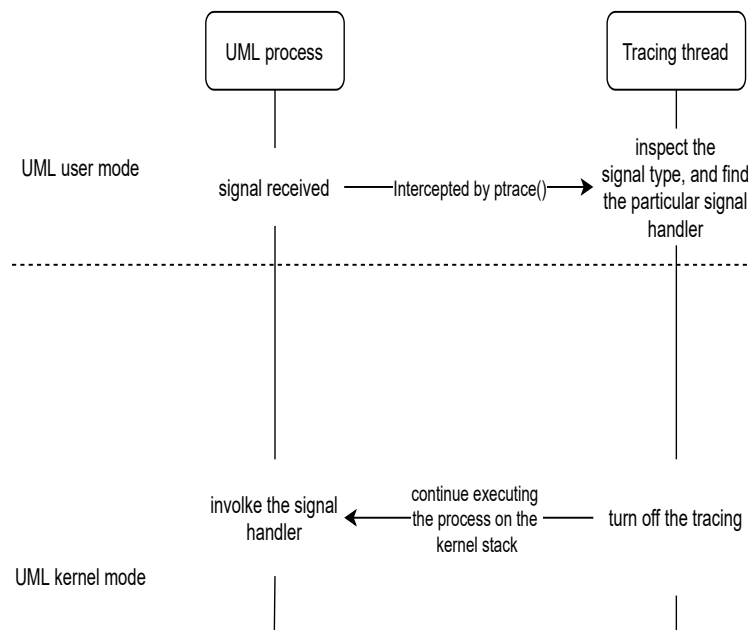 UML process
Tracing thread
UML user mode
signal received
Intercepted by ptrace()
inspect the
signal type, and find
the particular signal
handler
involke the signal
handler
continue executing
the process on the
kernel stack
turn off the tracing
UML kernel mode